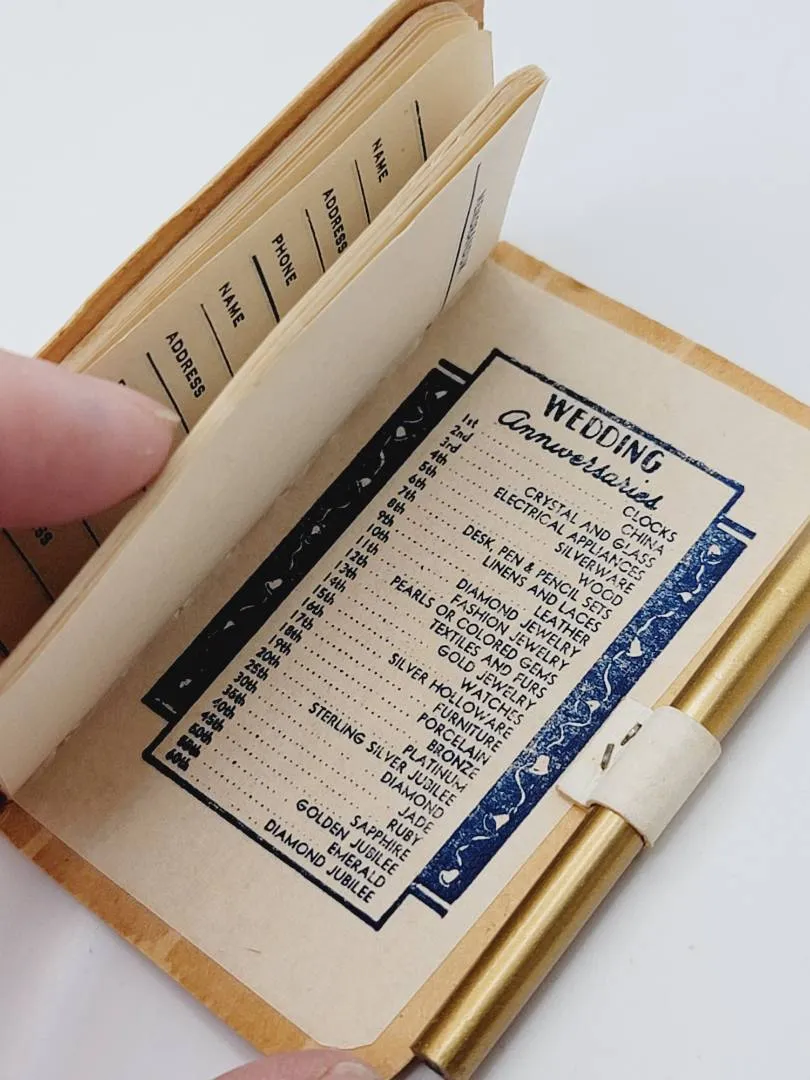 NAME
ADDRESS
PHONE
NAME
ADDRESS
WEDDING
Anniversaries
1st CLOCKS
2nd CHINA
3rd CRYSTAL AND GLASS
4th ELECTRICAL APPLIANCES
5th SILVERWARE
6th WOOD
7th DESK, PEN & PENCIL SETS
8th LINENS AND LACES
9th LEATHER
10th DIAMOND JEWELRY
11th FASHION JEWELRY
12th PEARLS OR COLORED GEMS
13th TEXTILES AND FURS
14th GOLD JEWELRY
15th WATCHES
16th SILVER HOLLOWARE
17th FURNITURE
18th PORCELAIN
19th BRONZE
20th PLATINUM
25th STERLING SILVER JUBILEE
30th DIAMOND
35th JADE
40th RUBY
45th SAPPHIRE
50th GOLDEN JUBILEE
55th EMERALD
60th DIAMOND JUBILEE